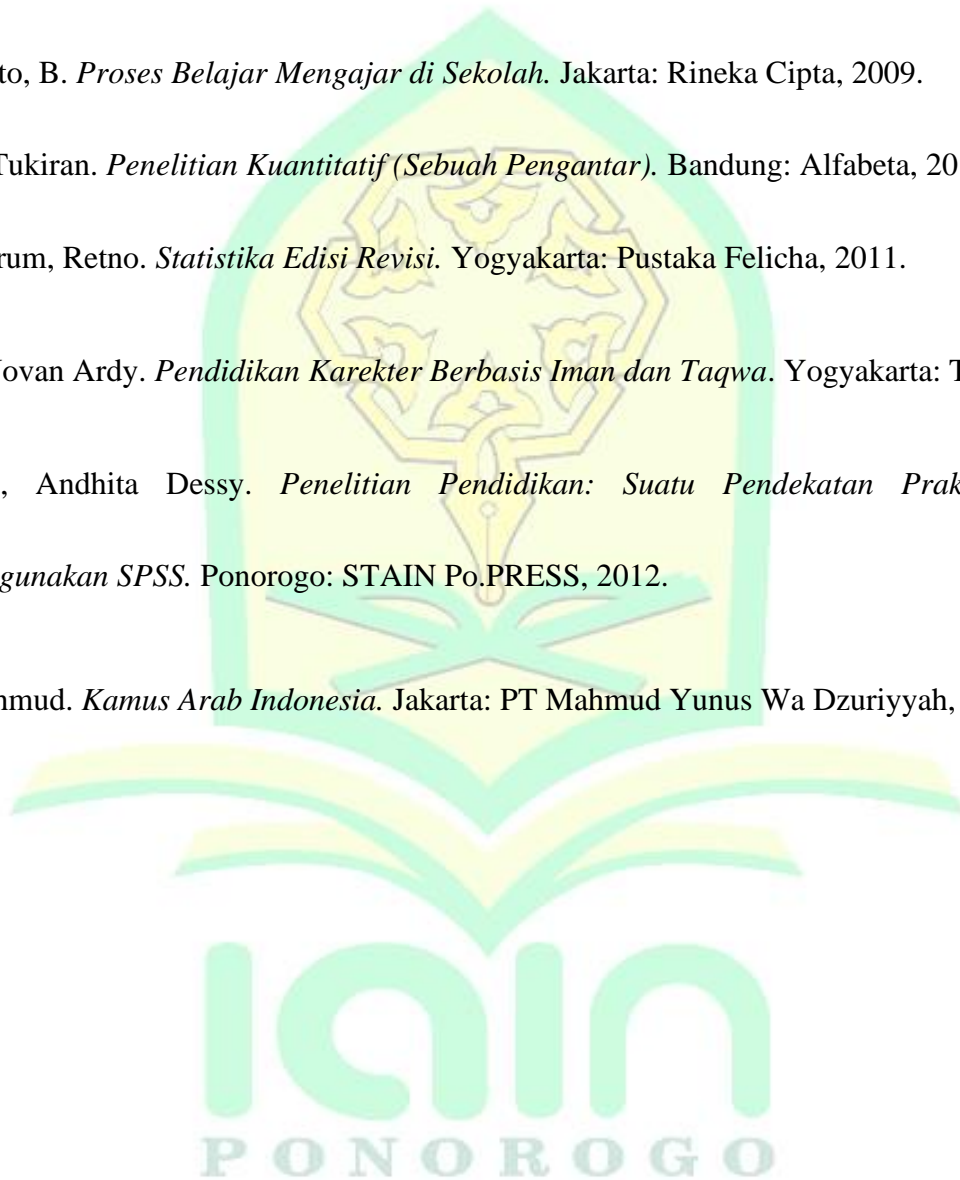 to, B. Proses Belajar Mengajar di Sekolah. Jakarta: Rineka Cipta, 2009.
Tukiran. Penelitian Kuantitatif (Sebuah Pengantar). Bandung: Alfabeta, 20
rum, Retno. Statistika Edisi Revisi. Yogyakarta: Pustaka Felicha, 2011.
ovan Ardy. Pendidikan Karekter Berbasis Iman dan Taqwa. Yogyakarta: T
, Andhita Dessy. Penelitian Pendidikan: Suatu Pendekatan Prak
gunakan SPSS. Ponorogo: STAIN Po.PRESS, 2012.
hmud. Kamus Arab Indonesia. Jakarta: PT Mahmud Yunus Wa Dzuriyyah,
iain
PONOROGO